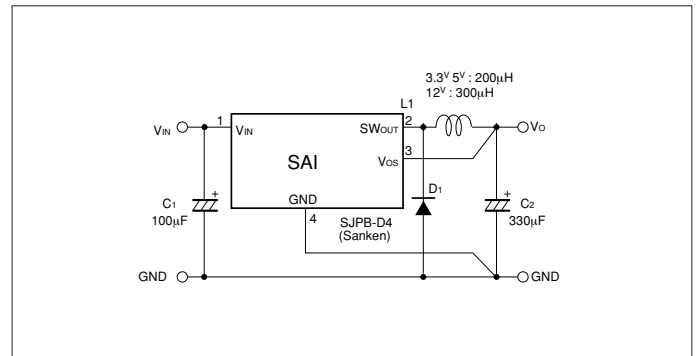 3.3V 5V : 200µH
12V : 300µH
L1
VIN
1
VIN
SWOUT
2
VO
3
VOS
SAI
D1
C1
100µF
+
GND
4
SJPB-D4
(Sanken)
+
C2
330µF
GND
GND